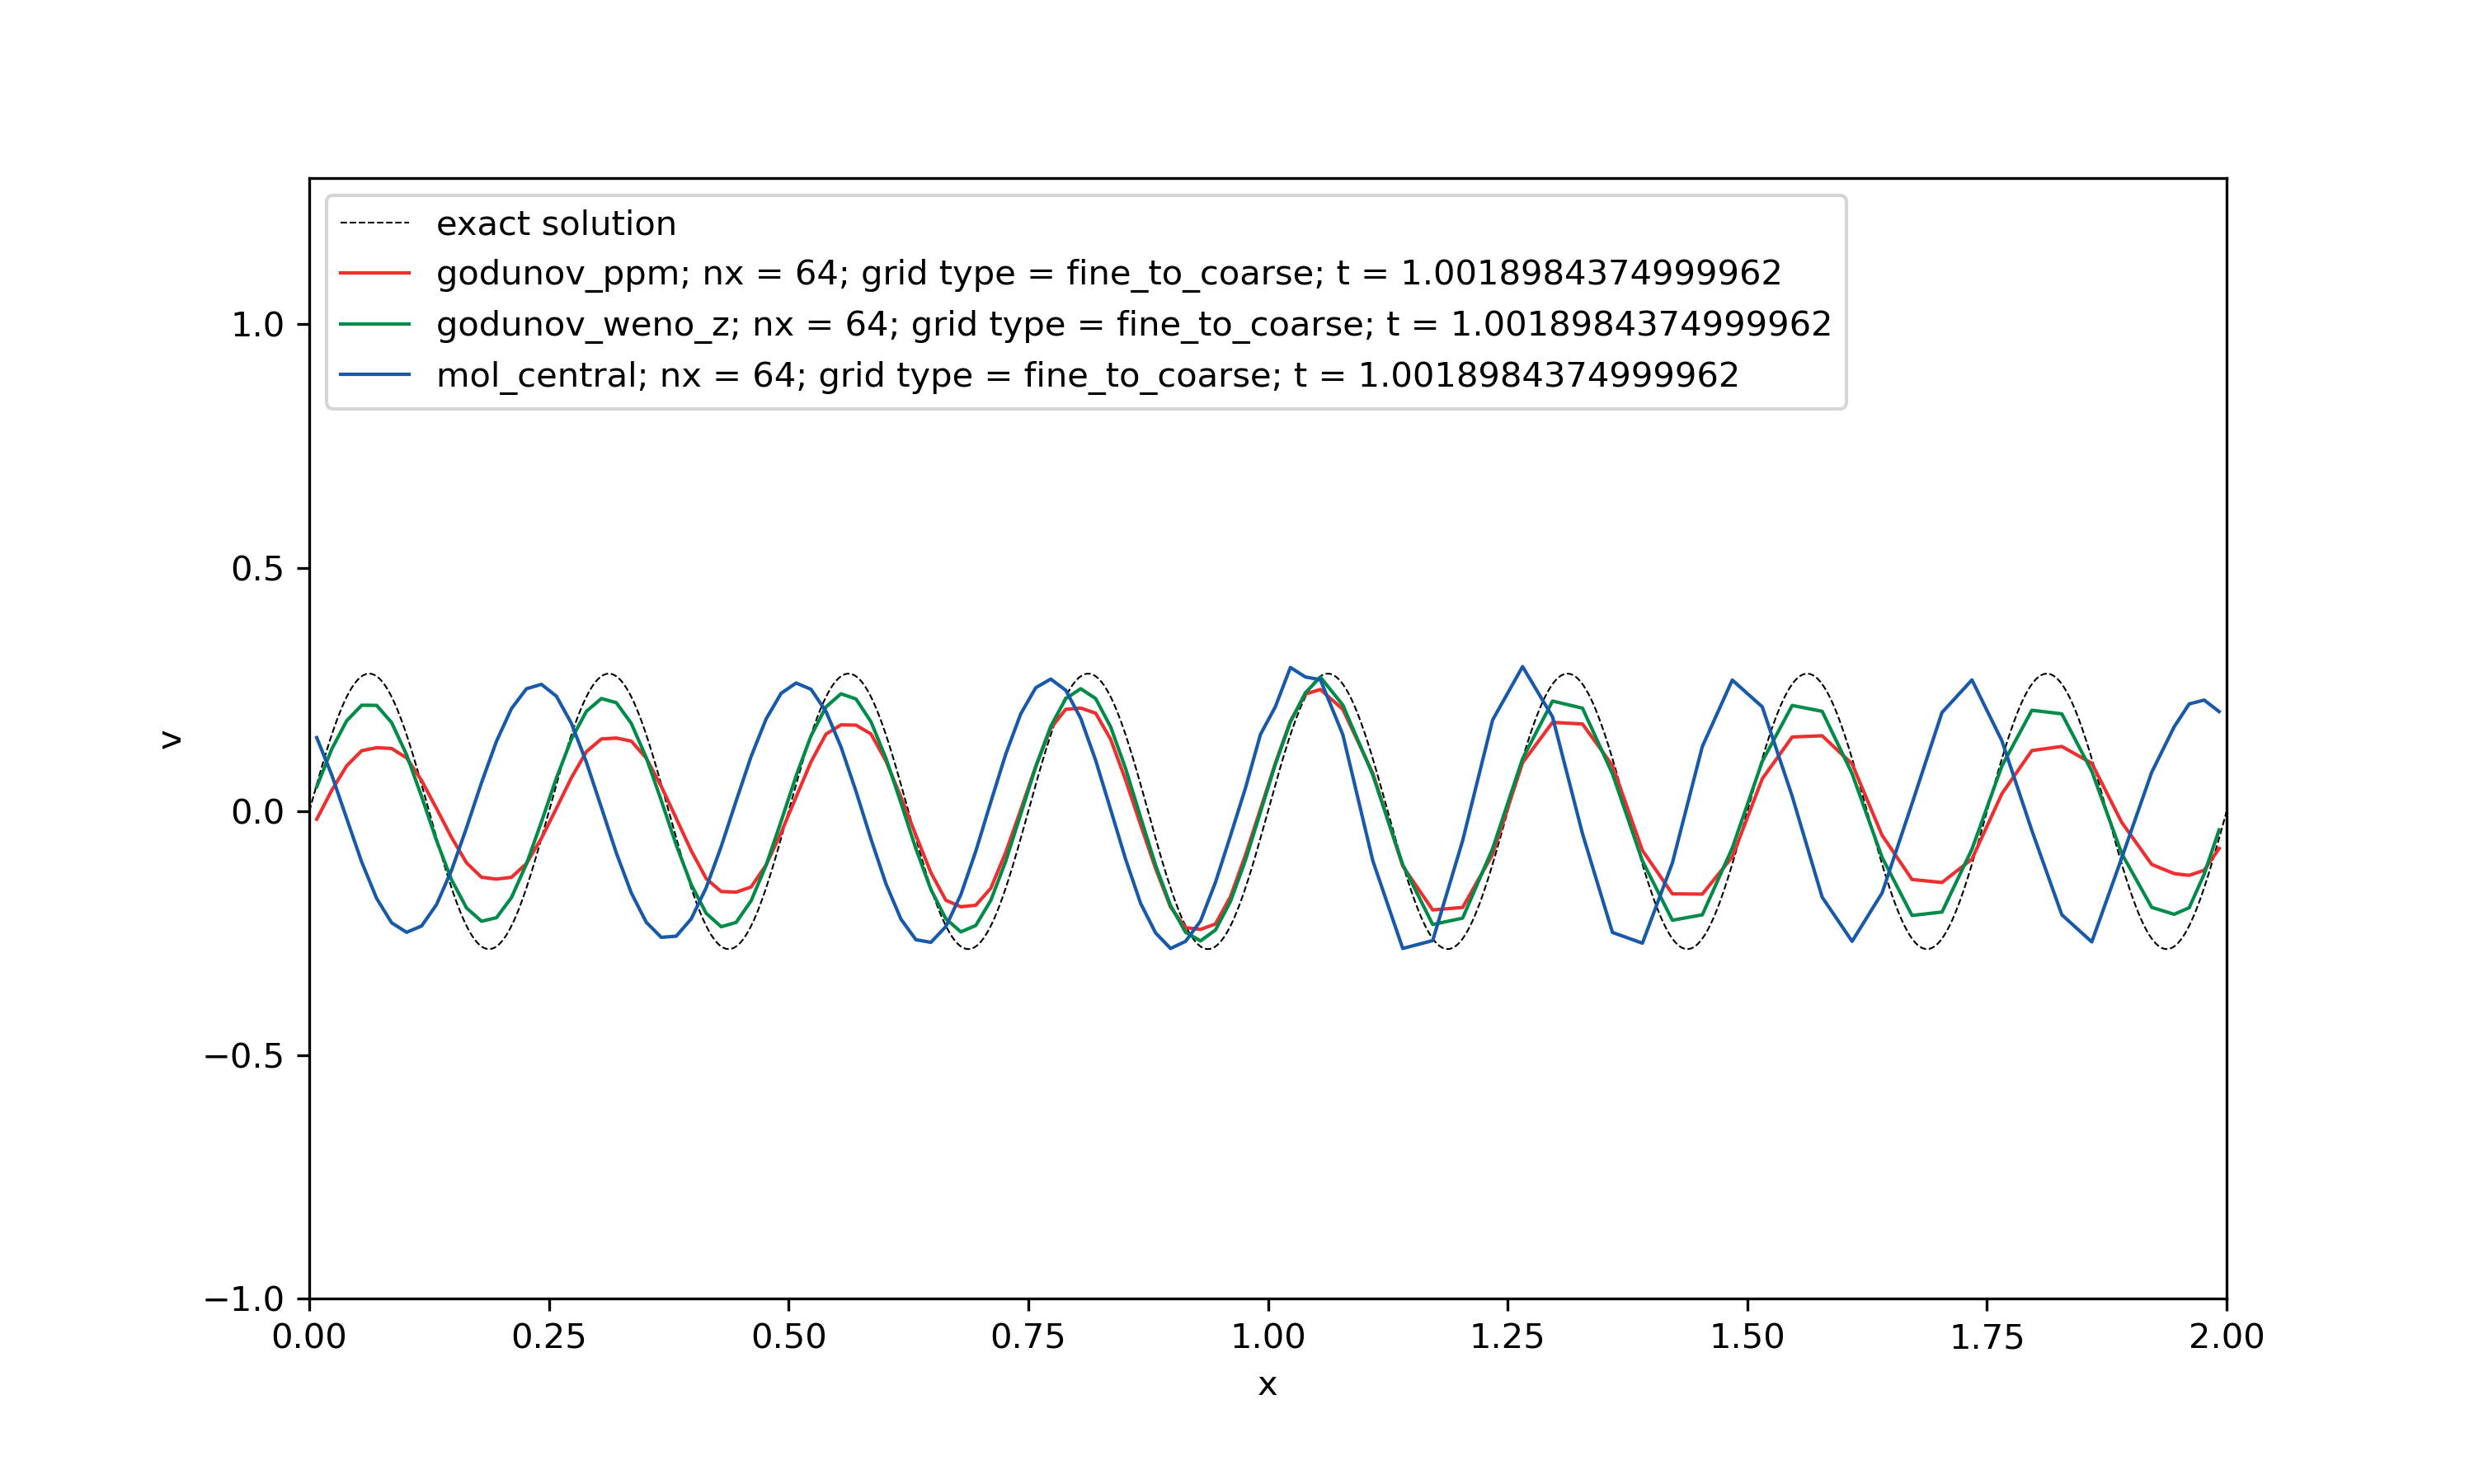 exact solution
godunov_ppm; nx = 64; grid type = fine_to_coarse; t = 1.0018984374999962
godunov_weno_z; nx = 64; grid type = fine_to_coarse; t = 1.0018984374999962
mol_central; nx = 64; grid type = fine_to_coarse; t = 1.0018984374999962
1.0
0.5
0.0
−0.5
−1.0
v
0.00 0.25 0.50 0.75 1.00 1.25 1.50 1.75 2.00
x